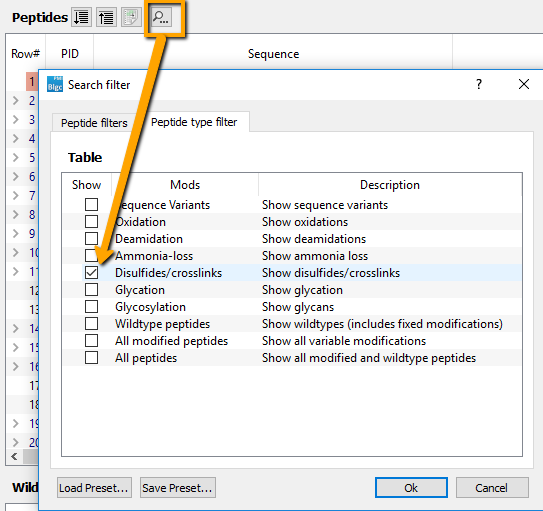 Peptides
Row# PID Sequence
1
2
3
4
5
6
7
8
9
10
11
12
13
14
15
16
17
18
19
20
Search filter
Peptide filters Peptide type filter
Table
Show Mods Description
Sequence Variants Show sequence variants
Oxidation Show oxidations
Deamidation Show deamidations
Ammonia-loss Show ammonia loss
Disulfides/crosslinks Show disulfides/crosslinks
Glycation Show glycation
Glycosylation Show glycans
Wildtype peptides Show wildtypes (includes fixed modifications)
All modified peptides Show all variable modifications
All peptides Show all modified and wildtype peptides
Load Preset... Save Preset... Ok Cancel